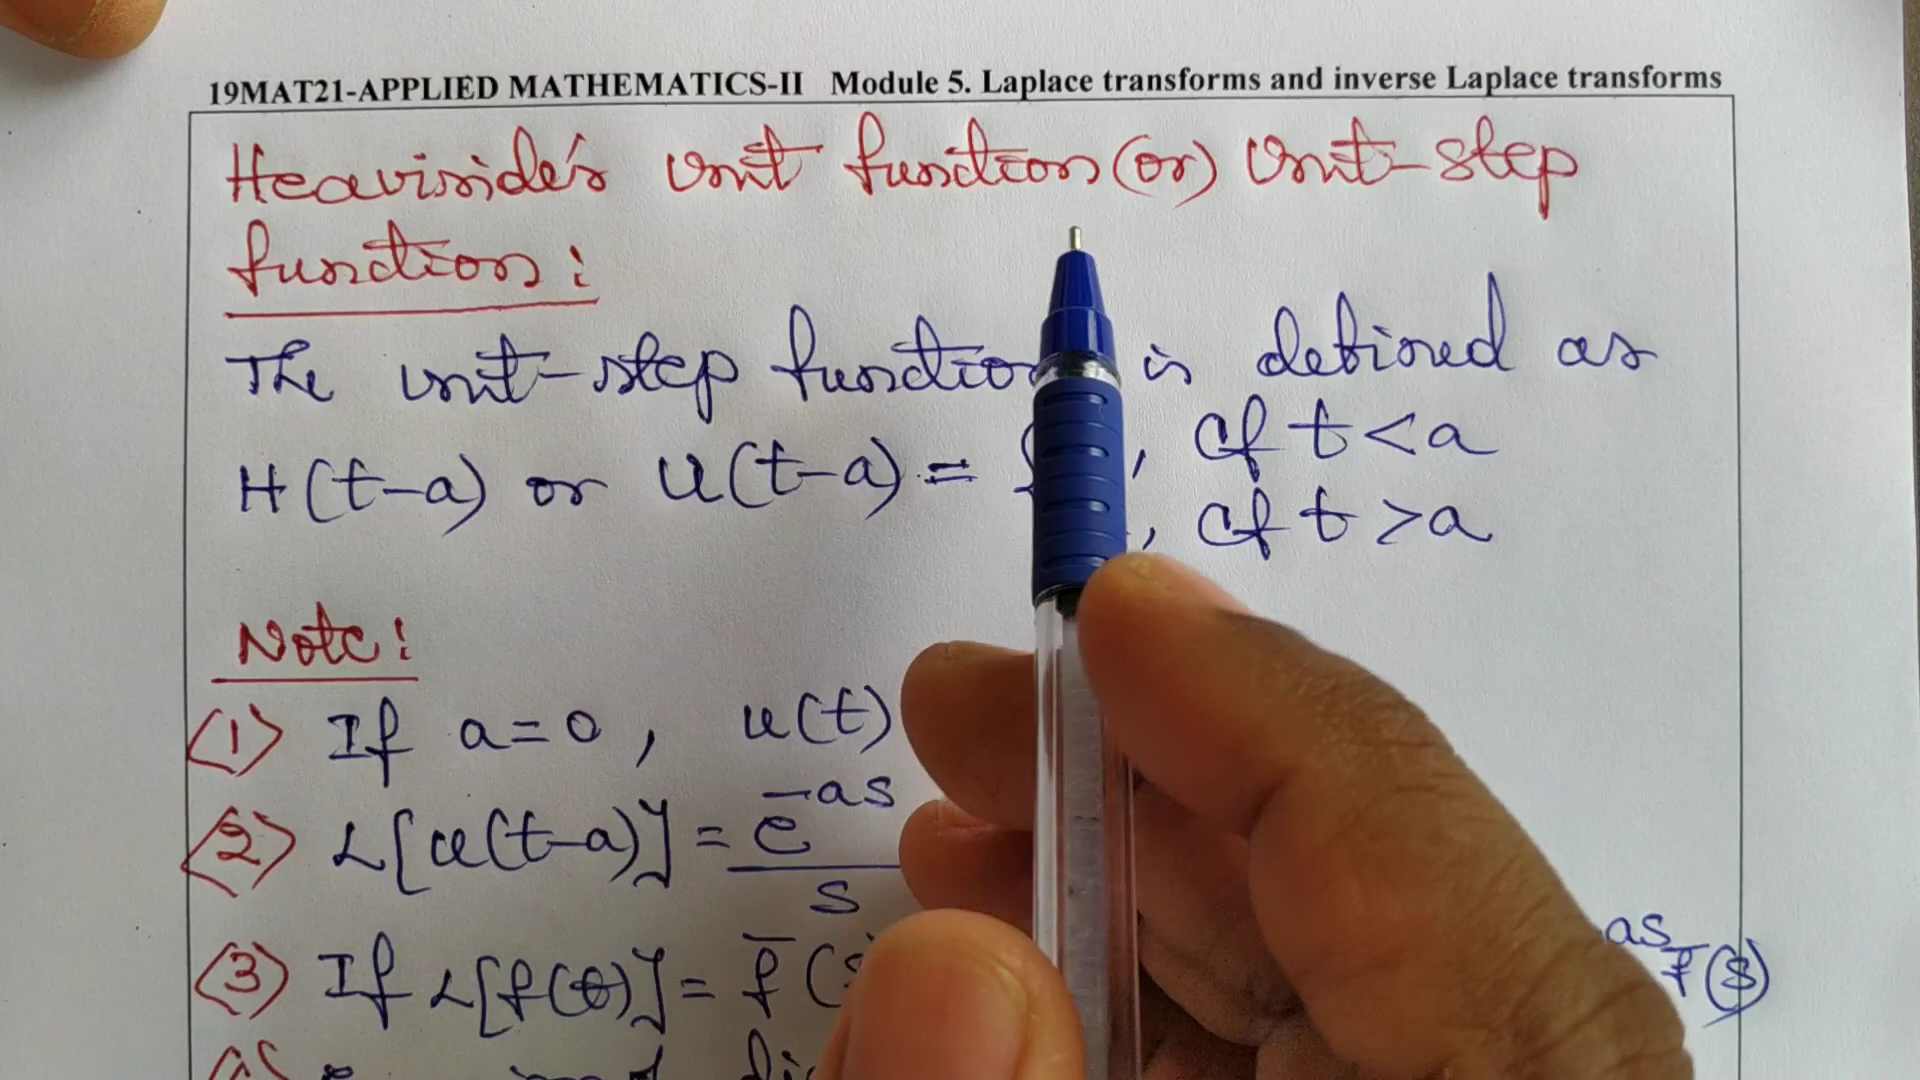 19MAT21-APPLIED MATHEMATICS-II Module 5. Laplace transforms and inverse Laplace transforms
Heaviside's unit function (or) Unit-step
function:
The unit-step function is defined as
H(t-a) or u(t-a) = { , if t<a
, if t>a
Note:
(1) If a=0, u(t)
(2) L[u(t-a)] = e^-as / s
(3) If L[f(t)] = f̄(s as f̄(s)